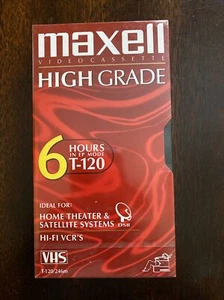 maxell
VIDEOCASSETTE
HIGH GRADE
6 HOURS
IN EP MODE
T-120
IDEAL FOR:
HOME THEATER &
SATELLITE SYSTEMS DSB
HI-FI VCR'S
VHS
T-120/246m